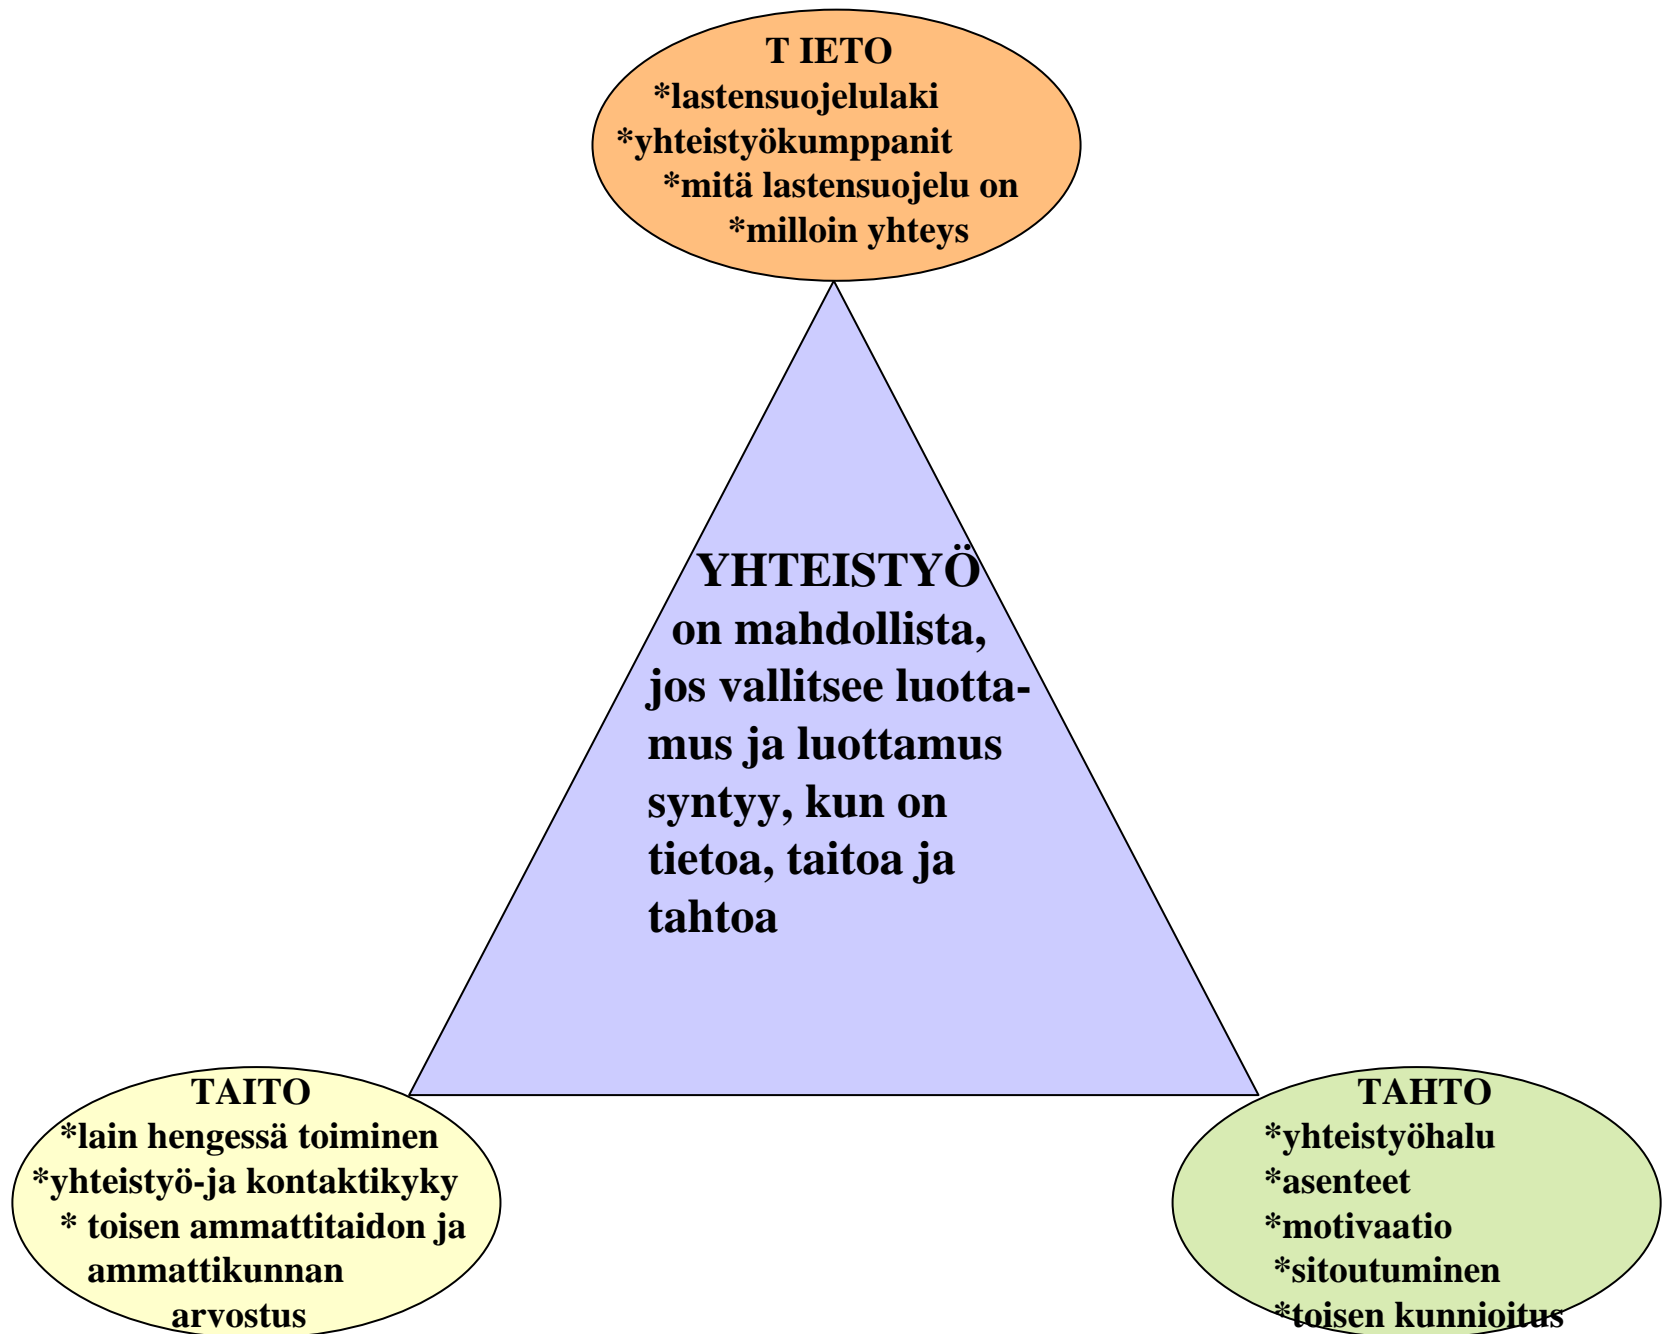 T IETO
*lastensuojelulaki
*yhteistyökumppanit
*mitä lastensuojelu on
*milloin yhteys
YHTEISTYÖ
on mahdollista,
jos vallitsee luotta-
mus ja luottamus
syntyy, kun on
tietoa, taitoa ja
tahtoa
TAITO
*lain hengessä toiminen
*yhteistyö-ja kontaktikyky
* toisen ammattitaidon ja
ammattikunnan
arvostus
TAHTO
*yhteistyöhalu
*asenteet
*motivaatio
*sitoutuminen
*toisen kunnioitus